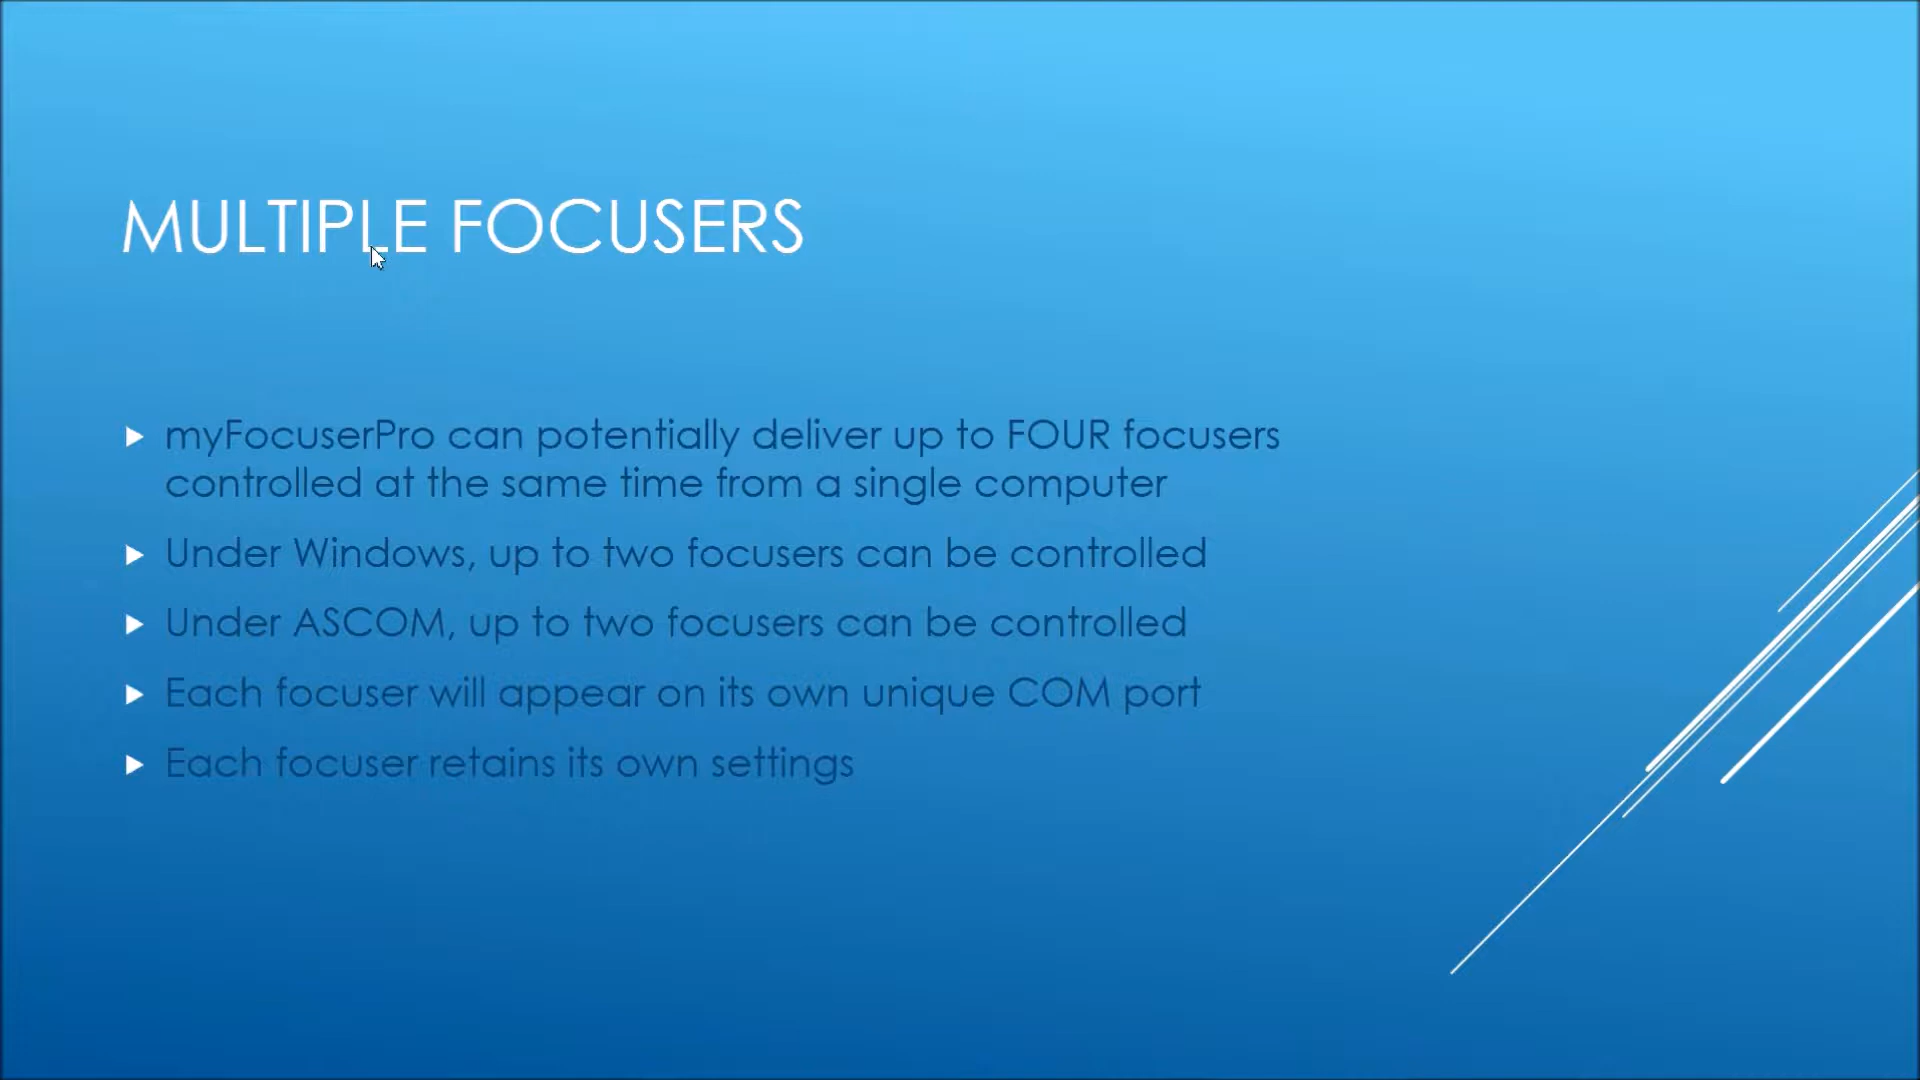 MULTIPLE FOCUSERS
myFocuserPro can potentially deliver up to FOUR focusers
controlled at the same time from a single computer
Under Windows, up to two focusers can be controlled
Under ASCOM, up to two focusers can be controlled
Each focuser will appear on its own unique COM port
Each focuser retains its own settings